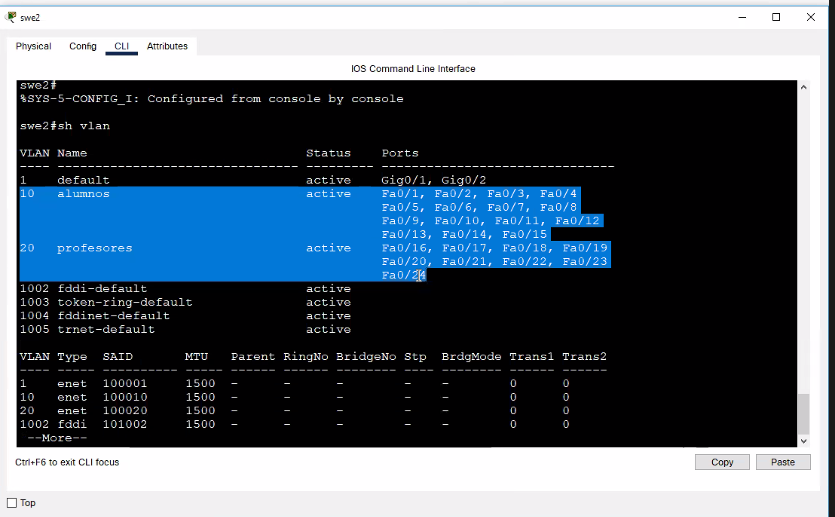 swe2
Physical Config CLI Attributes
IOS Command Line Interface
swe2#
%SYS-5-CONFIG_I: Configured from console by console
swe2#sh vlan
VLAN Name                             Status    Ports
---- -------------------------------- --------- -------------------------------
1    default                          active    Gig0/1, Gig0/2
10   alumnos                          active    Fa0/1, Fa0/2, Fa0/3, Fa0/4
                                                Fa0/5, Fa0/6, Fa0/7, Fa0/8
                                                Fa0/9, Fa0/10, Fa0/11, Fa0/12
                                                Fa0/13, Fa0/14, Fa0/15
20   profesores                       active    Fa0/16, Fa0/17, Fa0/18, Fa0/19
                                                Fa0/20, Fa0/21, Fa0/22, Fa0/23
                                                Fa0/24
1002 fddi-default                     active
1003 token-ring-default               active
1004 fddinet-default                  active
1005 trnet-default                    active
VLAN Type  SAID       MTU   Parent RingNo BridgeNo Stp  BrdgMode Trans1 Trans2
---- ----- ---------- ----- ------ ------ -------- ---- -------- ------ ------
1    enet  100001     1500  -      -      -        -    -        0      0
10   enet  100010     1500  -      -      -        -    -        0      0
20   enet  100020     1500  -      -      -        -    -        0      0
1002 fddi  101002     1500  -      -      -        -    -        0      0
 --More--
Ctrl+F6 to exit CLI focus
Copy Paste
Top